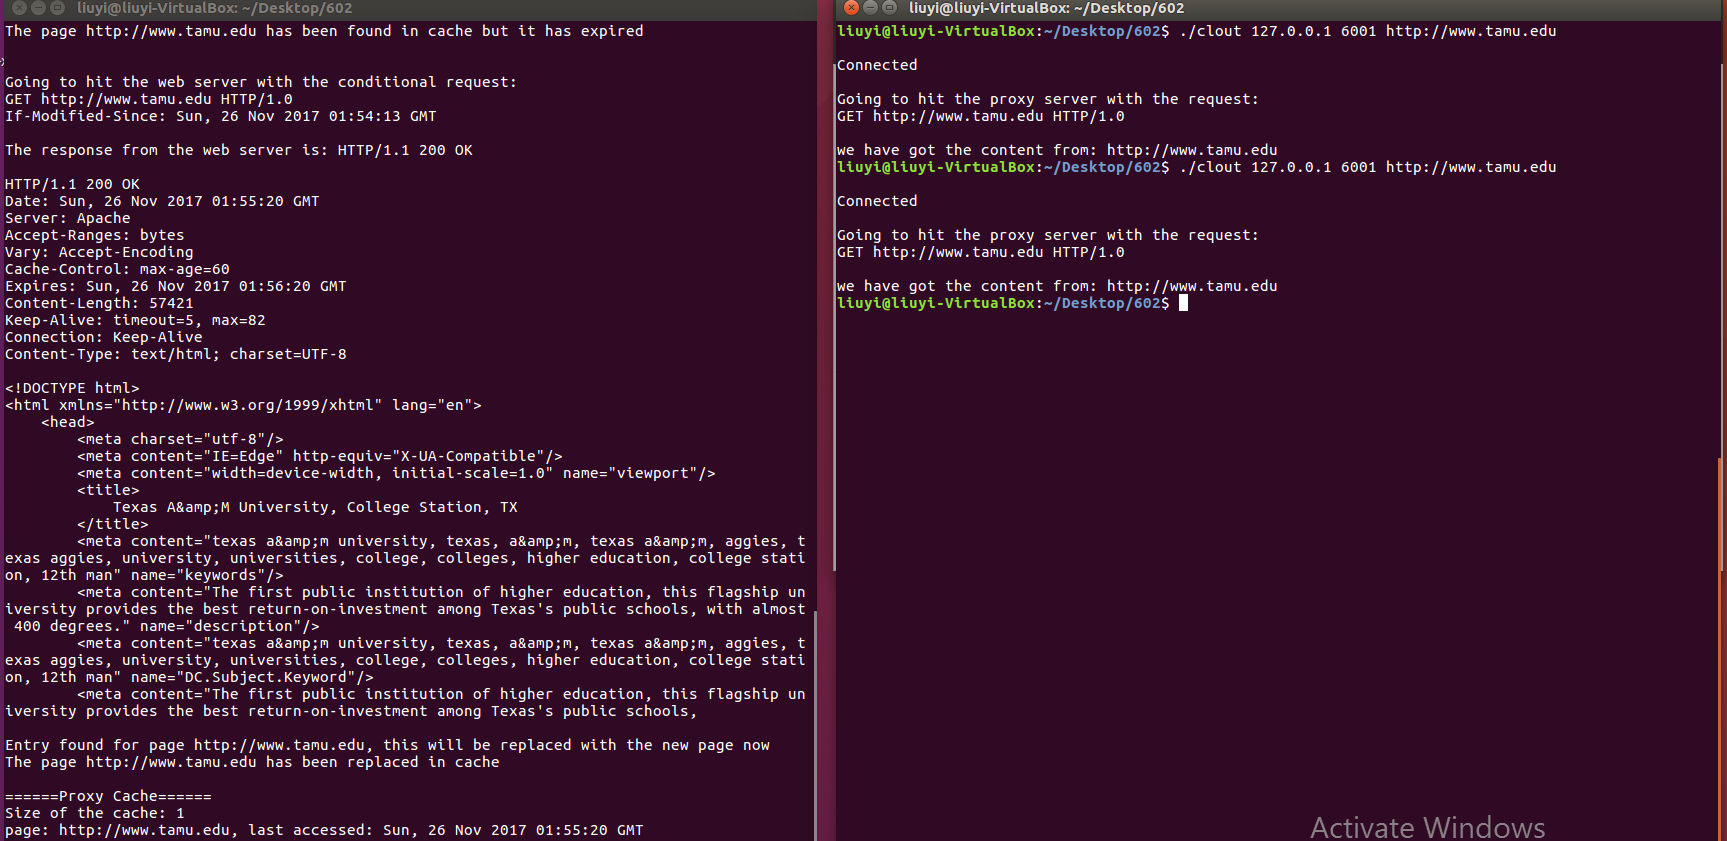 liuyi@liuyi-VirtualBox: ~/Desktop/602
The page http://www.tamu.edu has been found in cache but it has expired
Going to hit the web server with the conditional request:
GET http://www.tamu.edu HTTP/1.0
If-Modified-Since: Sun, 26 Nov 2017 01:54:13 GMT
The response from the web server is: HTTP/1.1 200 OK
HTTP/1.1 200 OK
Date: Sun, 26 Nov 2017 01:55:20 GMT
Server: Apache
Accept-Ranges: bytes
Vary: Accept-Encoding
Cache-Control: max-age=60
Expires: Sun, 26 Nov 2017 01:56:20 GMT
Content-Length: 57421
Keep-Alive: timeout=5, max=82
Connection: Keep-Alive
Content-Type: text/html; charset=UTF-8
<!DOCTYPE html>
<html xmlns="http://www.w3.org/1999/xhtml" lang="en">
    <head>
        <meta charset="utf-8"/>
        <meta content="IE=Edge" http-equiv="X-UA-Compatible"/>
        <meta content="width=device-width, initial-scale=1.0" name="viewport"/>
        <title>
            Texas A&amp;M University, College Station, TX
        </title>
        <meta content="texas a&amp;m university, texas, a&amp;m, texas a&amp;m, aggies, t
exas aggies, university, universities, college, colleges, higher education, college stati
on, 12th man" name="keywords"/>
        <meta content="The first public institution of higher education, this flagship un
iversity provides the best return-on-investment among Texas's public schools, with almost
 400 degrees." name="description"/>
        <meta content="texas a&amp;m university, texas, a&amp;m, texas a&amp;m, aggies, t
exas aggies, university, universities, college, colleges, higher education, college stati
on, 12th man" name="DC.Subject.Keyword"/>
        <meta content="The first public institution of higher education, this flagship un
iversity provides the best return-on-investment among Texas's public schools,
Entry found for page http://www.tamu.edu, this will be replaced with the new page now
The page http://www.tamu.edu has been replaced in cache
======Proxy Cache======
Size of the cache: 1
page: http://www.tamu.edu, last accessed: Sun, 26 Nov 2017 01:55:20 GMT
liuyi@liuyi-VirtualBox: ~/Desktop/602
liuyi@liuyi-VirtualBox:~/Desktop/602$ ./clout 127.0.0.1 6001 http://www.tamu.edu
Connected
Going to hit the proxy server with the request:
GET http://www.tamu.edu HTTP/1.0
we have got the content from: http://www.tamu.edu
liuyi@liuyi-VirtualBox:~/Desktop/602$ ./clout 127.0.0.1 6001 http://www.tamu.edu
Connected
Going to hit the proxy server with the request:
GET http://www.tamu.edu HTTP/1.0
we have got the content from: http://www.tamu.edu
liuyi@liuyi-VirtualBox:~/Desktop/602$
Activate Windows